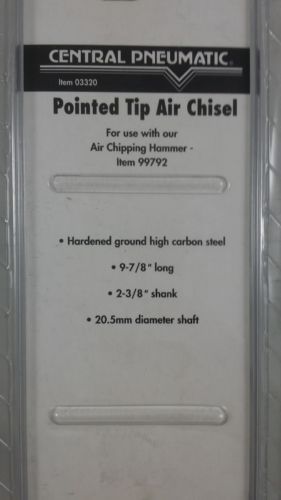 CENTRAL PNEUMATIC®
Item 03320
Pointed Tip Air Chisel
For use with our
Air Chipping Hammer -
Item 99792
• Hardened ground high carbon steel
• 9-7/8" long
• 2-3/8" shank
• 20.5mm diameter shaft